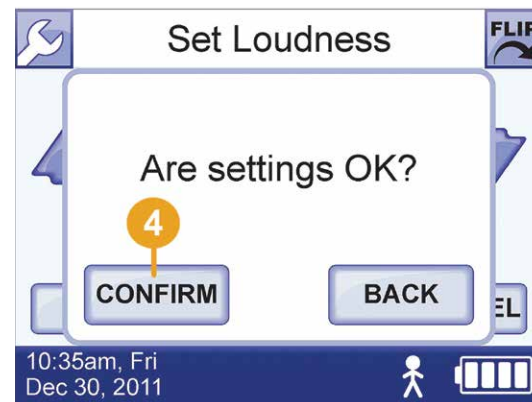 Set Loudness
FLIP
Are settings OK?
4
CONFIRM
BACK
EL
10:35am, Fri
Dec 30, 2011